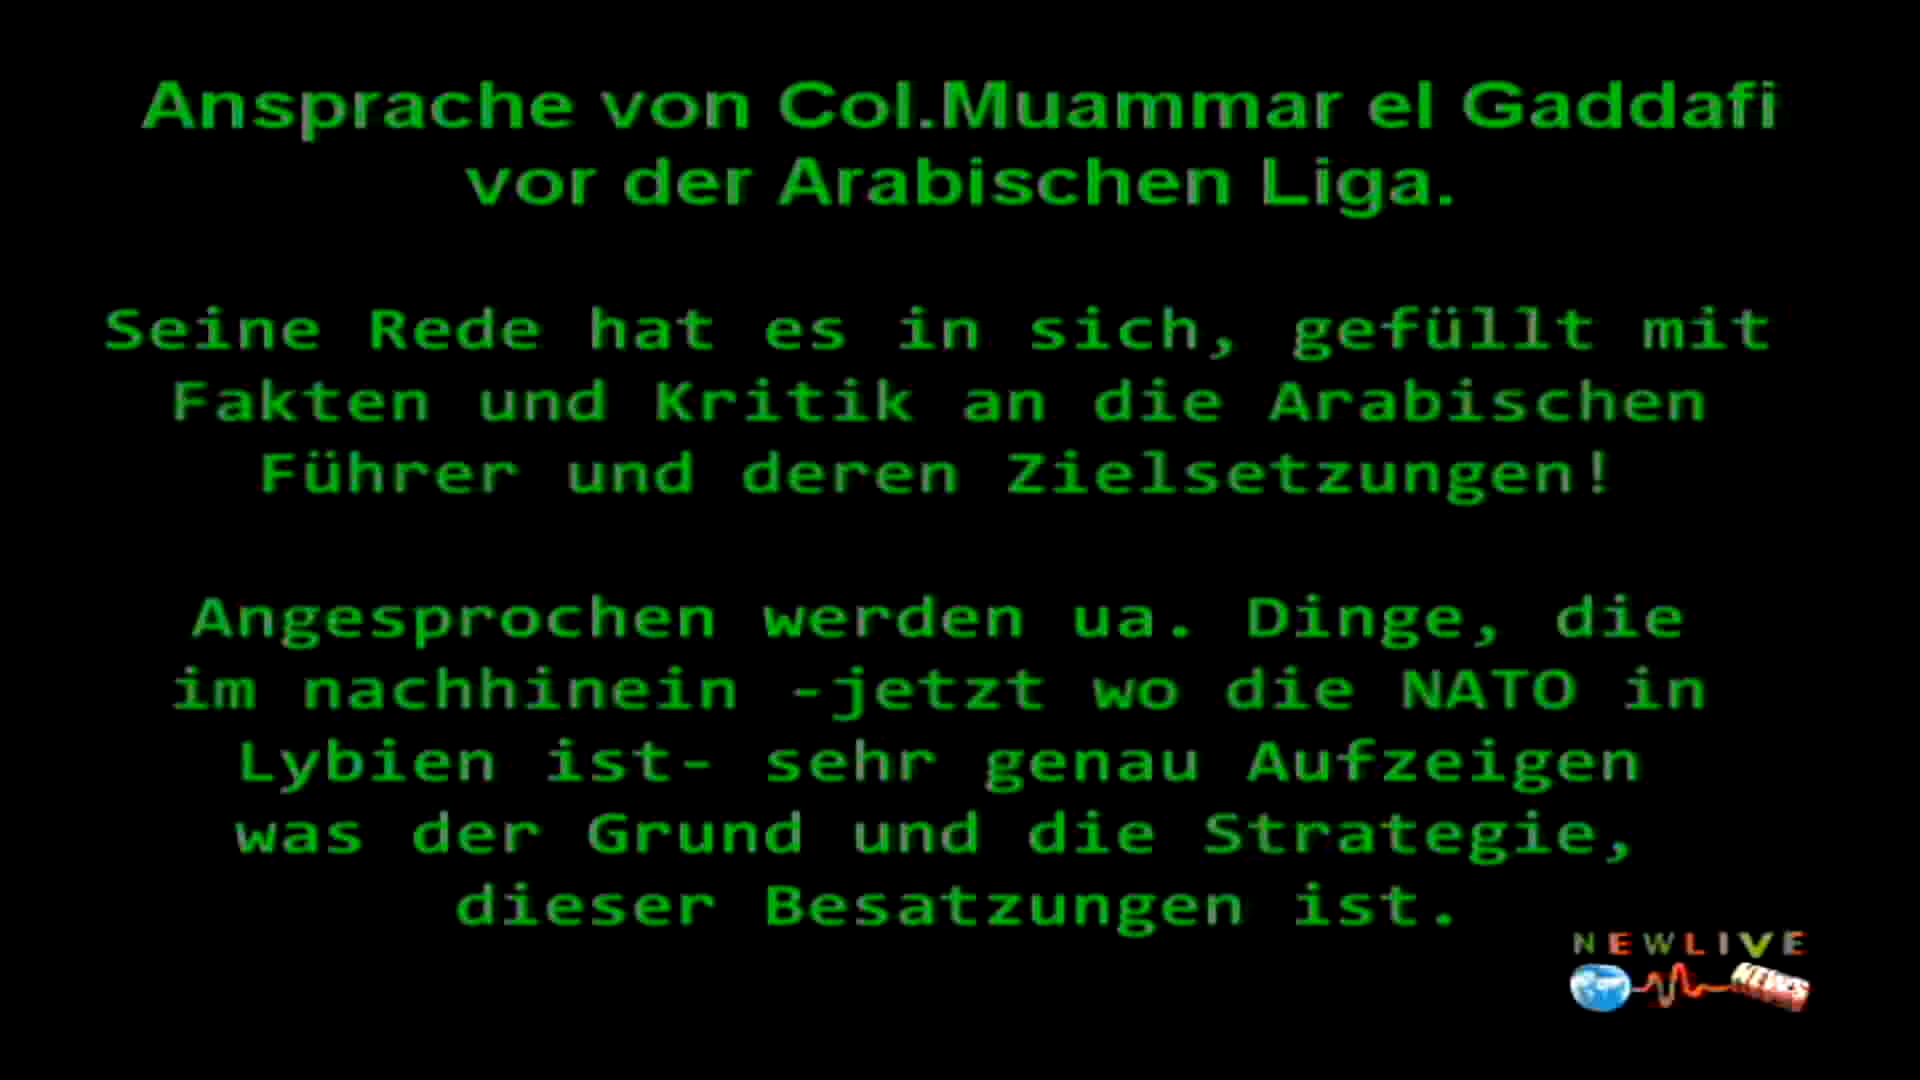 Ansprache von Col.Muammar el Gaddafi
vor der Arabischen Liga.
Seine Rede hat es in sich, gefüllt mit
Fakten und Kritik an die Arabischen
Führer und deren Zielsetzungen!
Angesprochen werden ua. Dinge, die
im nachhinein -jetzt wo die NATO in
Lybien ist- sehr genau Aufzeigen
was der Grund und die Strategie,
dieser Besatzungen ist.
NEWLIVE
NEWS